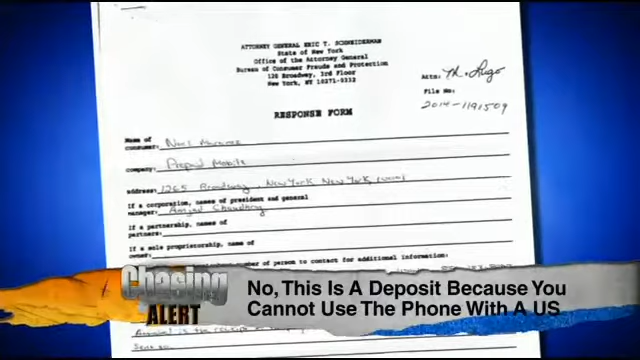 ATTORNEY GENERAL ERIC T. SCHNEIDERMAN
State of New York
Office of the Attorney General
Bureau of Consumer Frauds and Protection
120 Broadway, 3rd Floor
New York, NY 10271-0332
Attn: M. Lugo
File No:
2014-1191509
RESPONSE FORM
Name of
consumer:
company: Prepaid Mobile
address: 1265 Broadway, New York New York
If a corporation, names of president and general
manager: Amjad Chaudhry
If a partnership, names of
partners:
If a sole proprietorship, name of
owner:
number of person to contact for additional information:
Chasing
ALERT
No, This Is A Deposit Because You
Cannot Use The Phone With A US